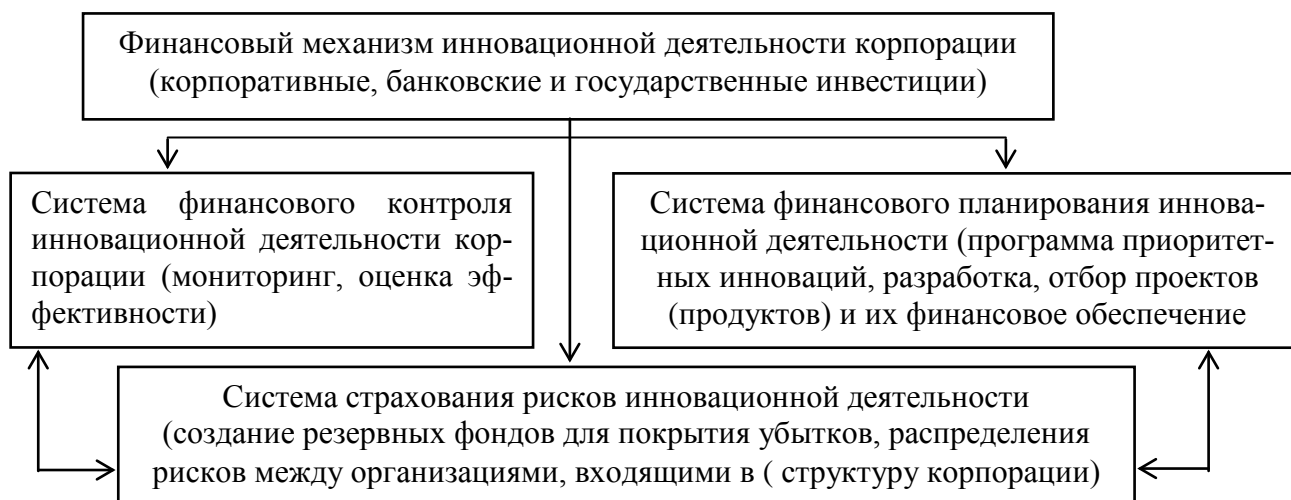 Финансовый механизм инновационной деятельности корпорации
(корпоративные, банковские и государственные инвестиции)
Система финансового контроля
инновационной деятельности кор-
порации (мониторинг, оценка эф-
фективности)
Система финансового планирования иннова-
ционной деятельности (программа приоритет-
ных инноваций, разработка, отбор проектов
(продуктов) и их финансовое обеспечение
Система страхования рисков инновационной деятельности
(создание резервных фондов для покрытия убытков, распределения
рисков между организациями, входящими в ( структуру корпорации)